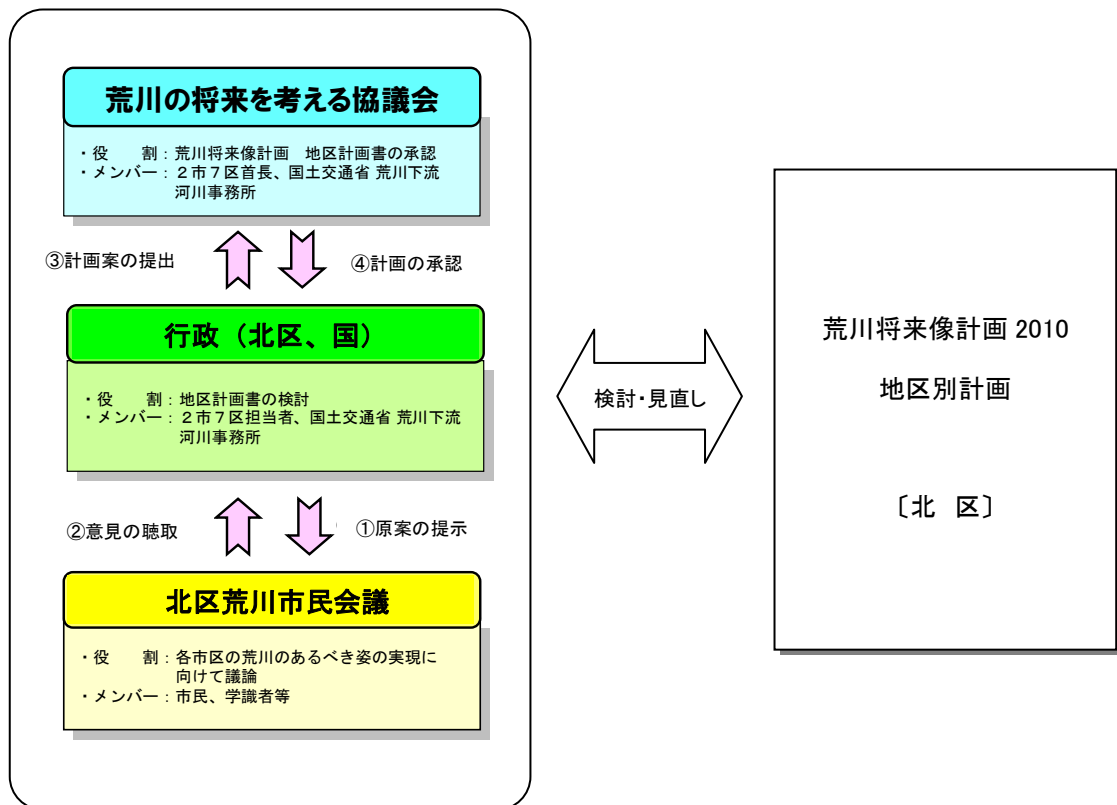 荒川の将来を考える協議会
・役　　割：荒川将来像計画　地区計画書の承認
・メンバー：２市７区首長、国土交通省 荒川下流
河川事務所
③計画案の提出
④計画の承認
行政（北区、国）
・役　　割：地区計画書の検討
・メンバー：２市７区担当者、国土交通省 荒川下流
河川事務所
②意見の聴取
①原案の提示
北区荒川市民会議
・役　　割：各市区の荒川のあるべき姿の実現に
向けて議論
・メンバー：市民、学識者等
検討・見直し
荒川将来像計画 2010
地区別計画
〔北　区〕